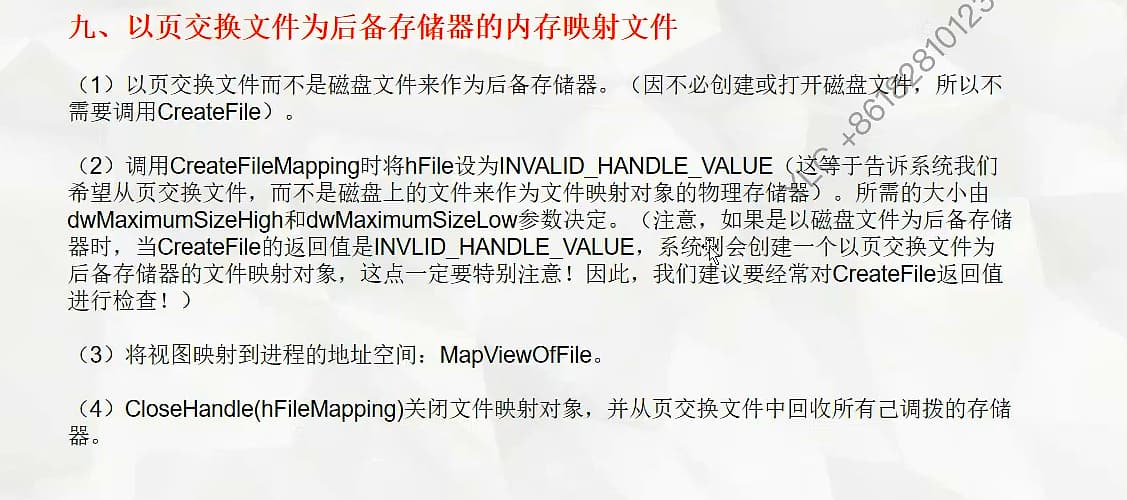 九、以页交换文件为后备存储器的内存映射文件
（1）以页交换文件而不是磁盘文件来作为后备存储器。（因不必创建或打开磁盘文件，所以不
需要调用CreateFile）。
（2）调用CreateFileMapping时将hFile设为INVALID_HANDLE_VALUE（这等于告诉系统我们
希望从页交换文件，而不是磁盘上的文件来作为文件映射对象的物理存储器）。所需的大小由
dwMaximumSizeHigh和dwMaximumSizeLow参数决定。（注意，如果是以磁盘文件为后备存储
器时，当CreateFile的返回值是INVLID_HANDLE_VALUE，系统则会创建一个以页交换文件为
后备存储器的文件映射对象，这点一定要特别注意！因此，我们建议要经常对CreateFile返回值
进行检查！）
（3）将视图映射到进程的地址空间：MapViewOfFile。
（4）CloseHandle(hFileMapping)关闭文件映射对象，并从页交换文件中回收所有己调拨的存储
器。